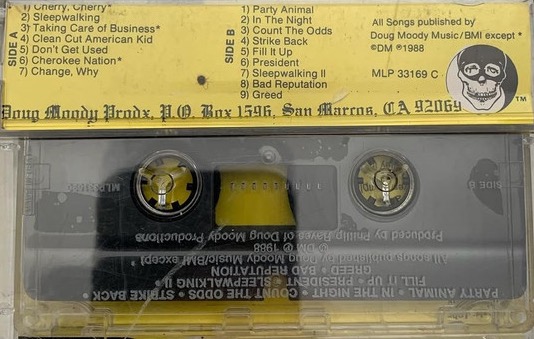 SIDE A
1) Cherry, Cherry*
2) Sleepwalking
3) Taking Care of Business*
4) Clean Cut American Kid
5) Don't Get Used
6) Cherokee Nation*
7) Change, Why
SIDE B
1) Party Animal
2) In The Night
3) Count The Odds
4) Strike Back
5) Fill It Up
6) President
7) Sleepwalking II
8) Bad Reputation
9) Greed
All Songs published by
Doug Moody Music/BMI except *
©DM ℗1988
MLP 33169 C
TM
Doug Moody Prodx, P.O. Box 1596, San Marcos, CA 92069
SIDE B
PARTY ANIMAL • IN THE NIGHT • COUNT THE ODDS • STRIKE BACK •
FILL IT UP • PRESIDENT • SLEEPWALKING II •
GREED • BAD REPUTATION
All songs published by Doug Moody Music/BMI except *
© DM ℗ 1988
Produced by Phillip Raves of Doug Moody Productions